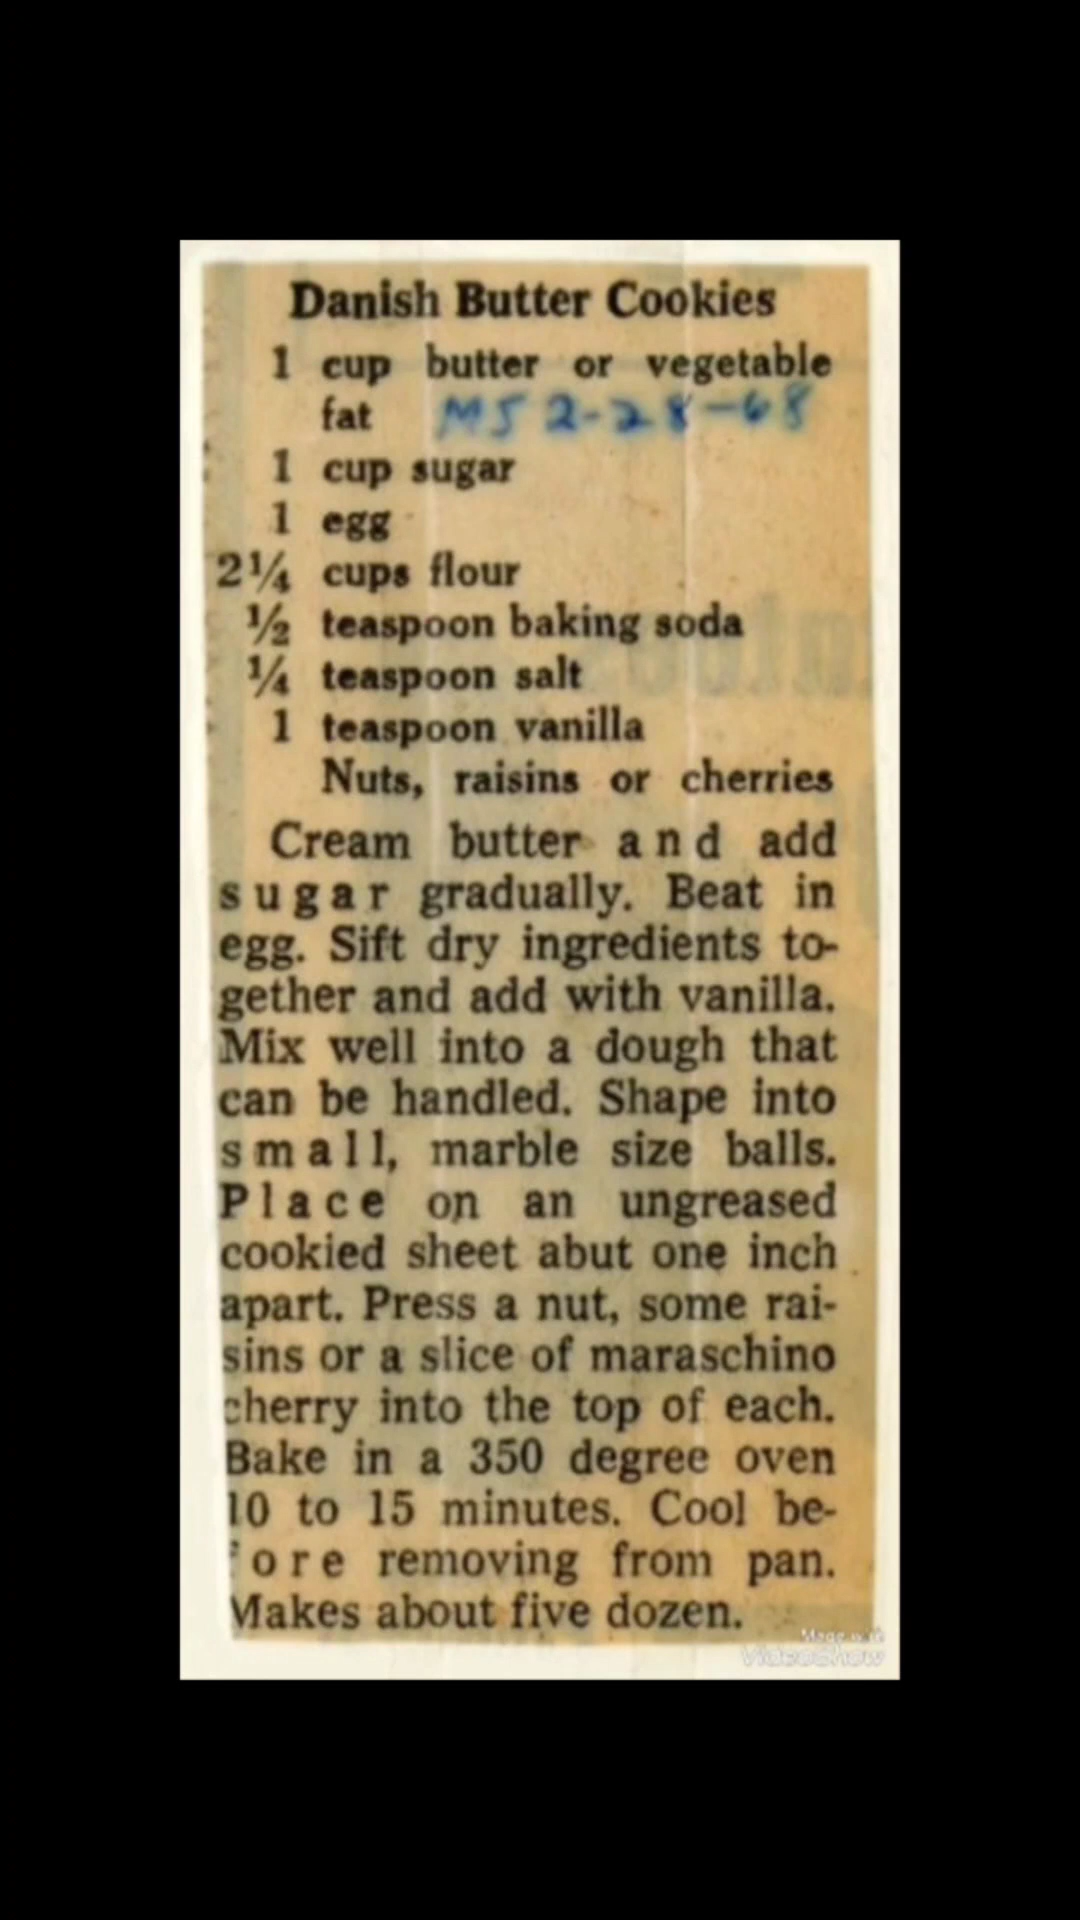 Danish Butter Cookies
1 cup butter or vegetable
fat MS 2-28-68
1 cup sugar
1 egg
2¼ cups flour
½ teaspoon baking soda
¼ teaspoon salt
1 teaspoon vanilla
Nuts, raisins or cherries
Cream butter and add
sugar gradually. Beat in
egg. Sift dry ingredients to-
gether and add with vanilla.
Mix well into a dough that
can be handled. Shape into
small, marble size balls.
Place on an ungreased
cookied sheet abut one inch
apart. Press a nut, some rai-
sins or a slice of maraschino
cherry into the top of each.
Bake in a 350 degree oven
10 to 15 minutes. Cool be-
fore removing from pan.
Makes about five dozen.
Made with
VideoShow